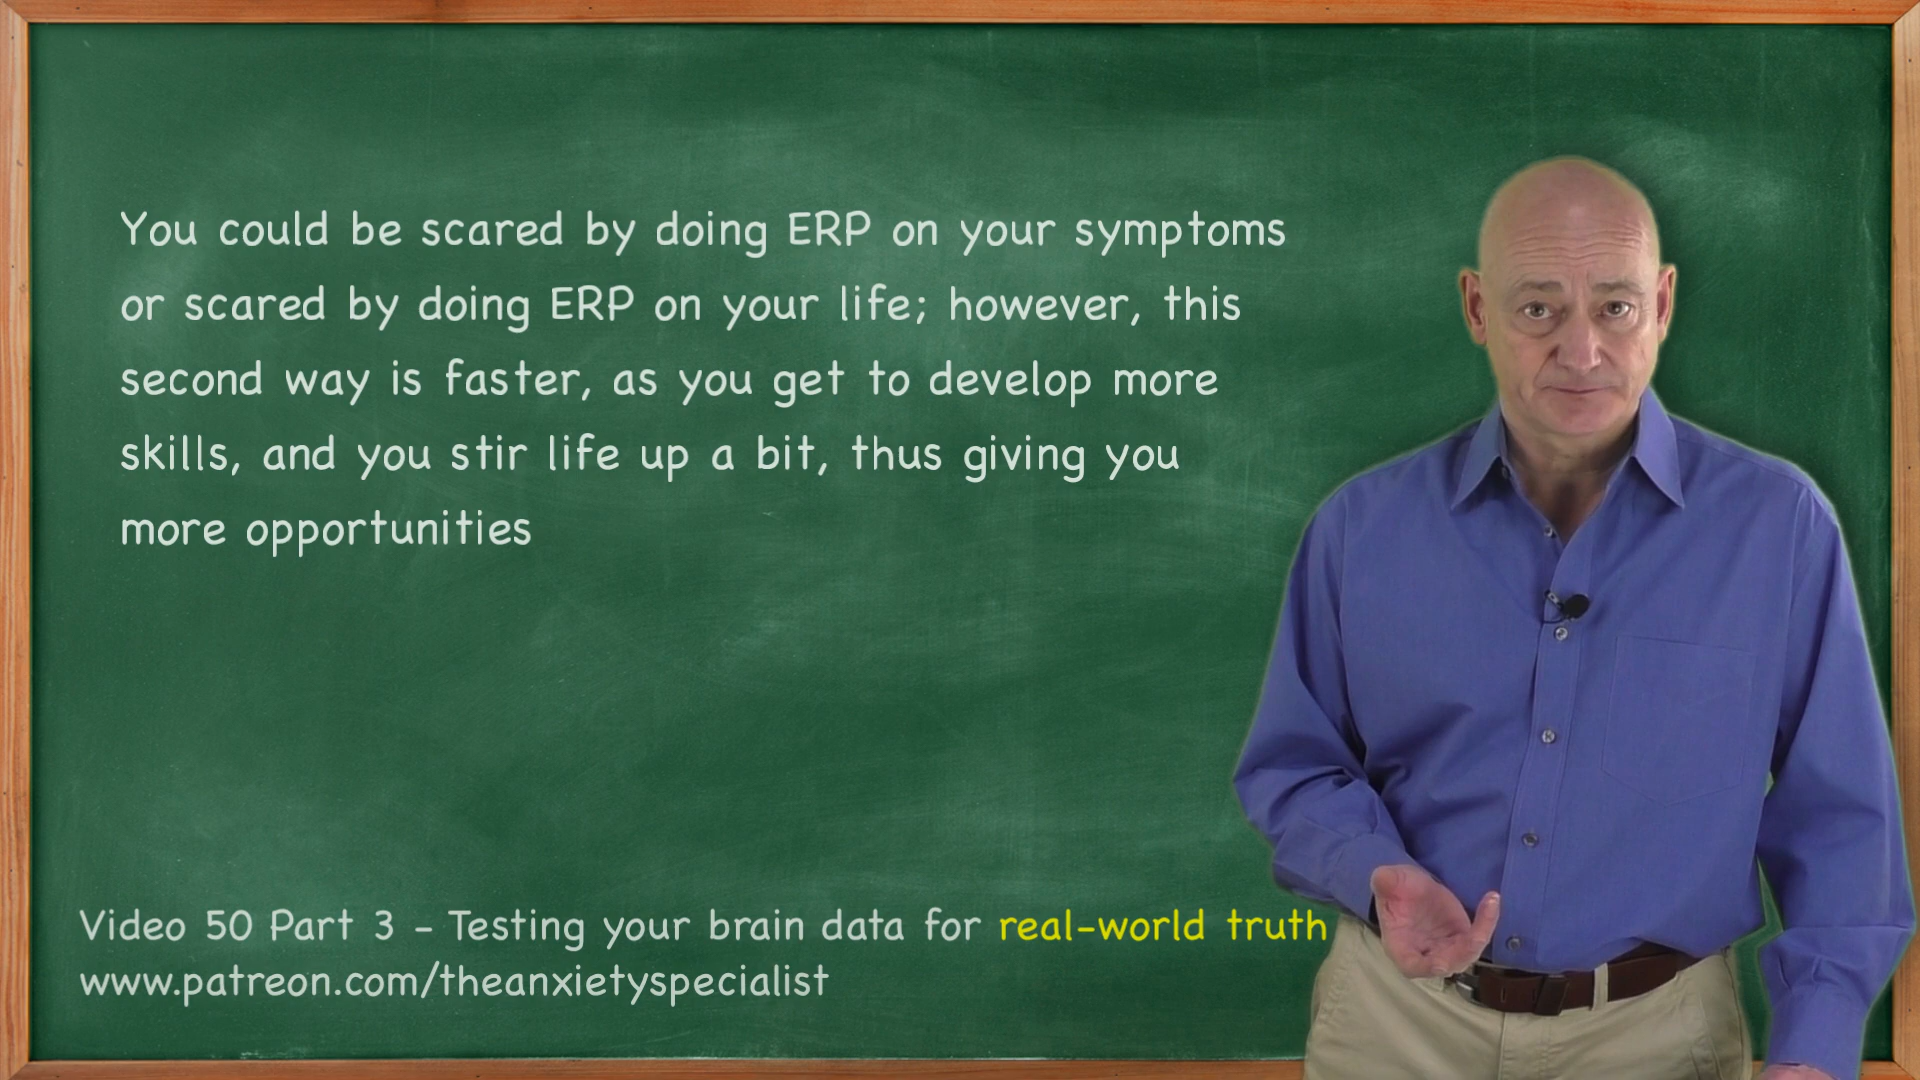 You could be scared by doing ERP on your symptoms
or scared by doing ERP on your life; however, this
second way is faster, as you get to develop more
skills, and you stir life up a bit, thus giving you
more opportunities
Video 50 Part 3 - Testing your brain data for real-world truth
www.patreon.com/theanxietyspecialist